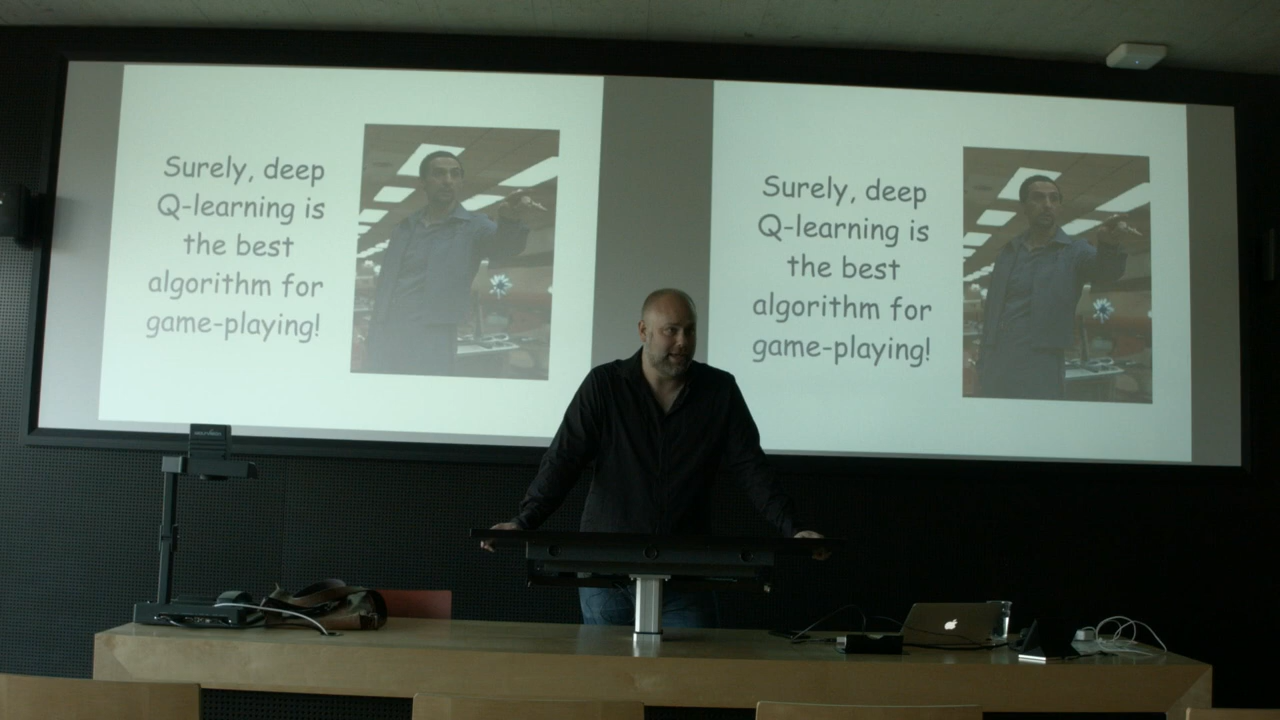 Surely, deep
Q-learning is
the best
algorithm for
game-playing!
Surely, deep
Q-learning is
the best
algorithm for
game-playing!